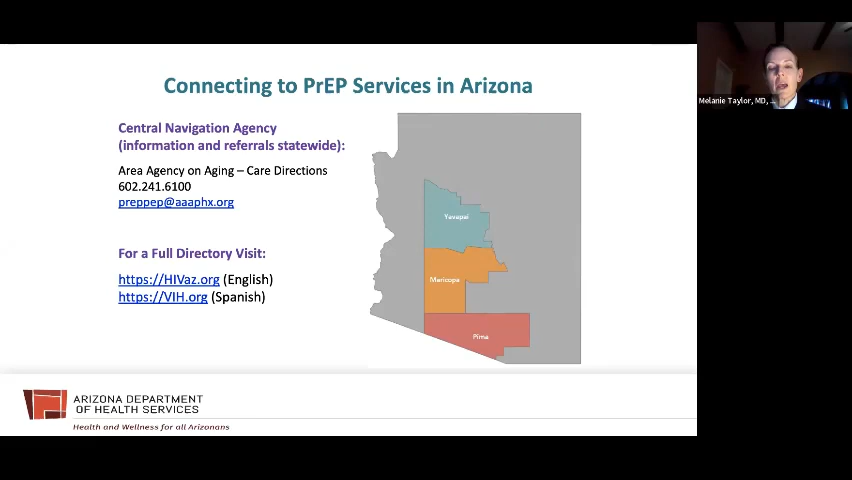 Connecting to PrEP Services in Arizona
Central Navigation Agency
(information and referrals statewide):
Area Agency on Aging – Care Directions
602.241.6100
preppep@aaaphx.org
For a Full Directory Visit:
https://HIVaz.org (English)
https://VIH.org (Spanish)
Yavapai
Maricopa
Pima
ARIZONA DEPARTMENT
OF HEALTH SERVICES
Health and Wellness for all Arizonans
Melanie Taylor, MD, ...